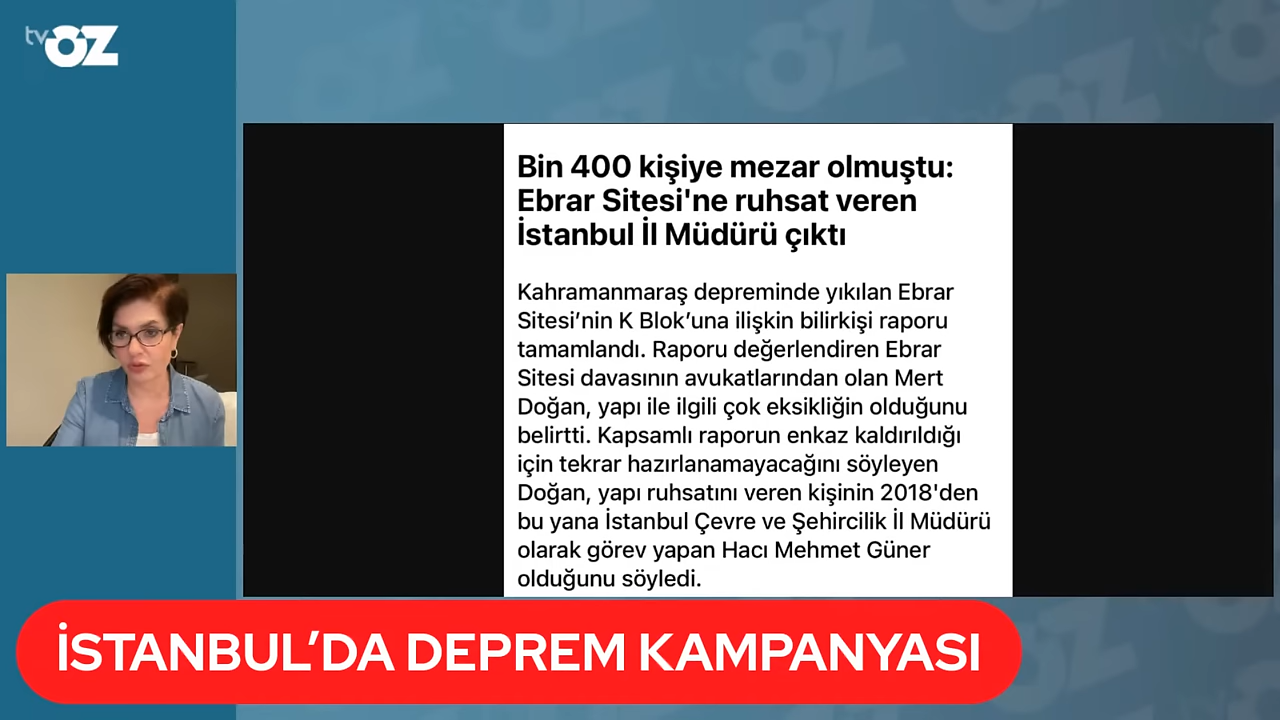 tv ÖZ
Bin 400 kişiye mezar olmuştu:
Ebrar Sitesi'ne ruhsat veren
İstanbul İl Müdürü çıktı
Kahramanmaraş depreminde yıkılan Ebrar
Sitesi’nin K Blok’una ilişkin bilirkişi raporu
tamamlandı. Raporu değerlendiren Ebrar
Sitesi davasının avukatlarından olan Mert
Doğan, yapı ile ilgili çok eksikliğin olduğunu
belirtti. Kapsamlı raporun enkaz kaldırıldığı
için tekrar hazırlanamayacağını söyleyen
Doğan, yapı ruhsatını veren kişinin 2018'den
bu yana İstanbul Çevre ve Şehircilik İl Müdürü
olarak görev yapan Hacı Mehmet Güner
olduğunu söyledi.
İSTANBUL’DA DEPREM KAMPANYASI